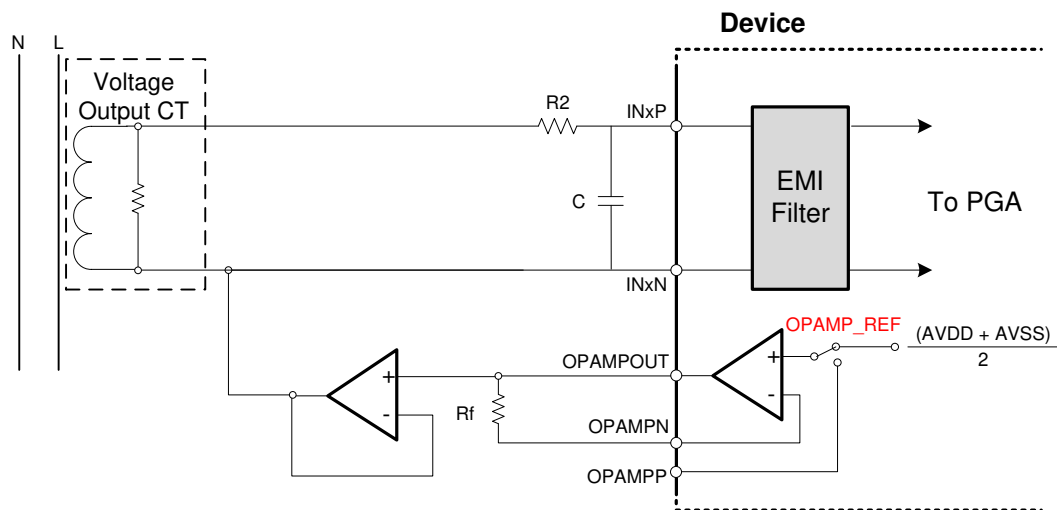 Device
N
L
Voltage
Output CT
R2
INxP
C
EMI
Filter
To PGA
INxN
OPAMP_REF
(AVDD + AVSS)
2
OPAMPOUT
+
-
+
-
Rf
OPAMPN
OPAMPP